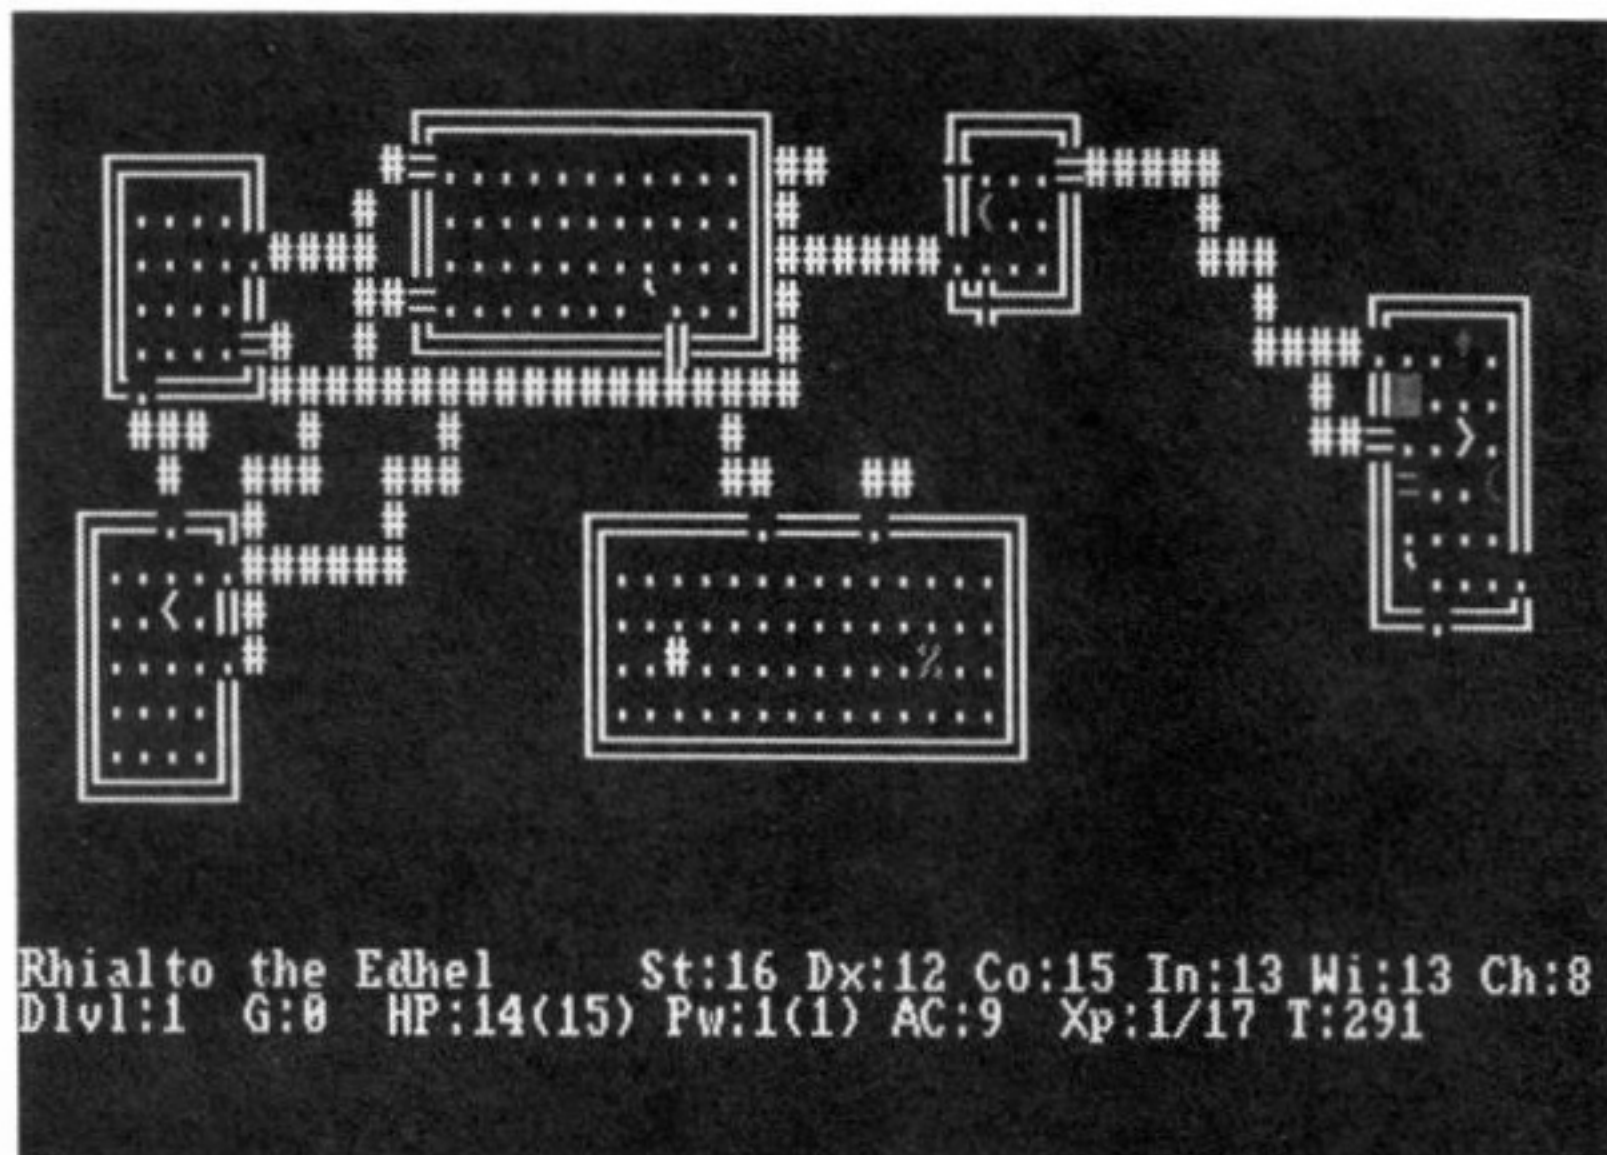 Rhialto the Edhel St:16 Dx:12 Co:15 In:13 Wi:13 Ch:8
Dlvl:1 G:0 HP:14(15) Pw:1(1) AC:9 Xp:1/17 T:291